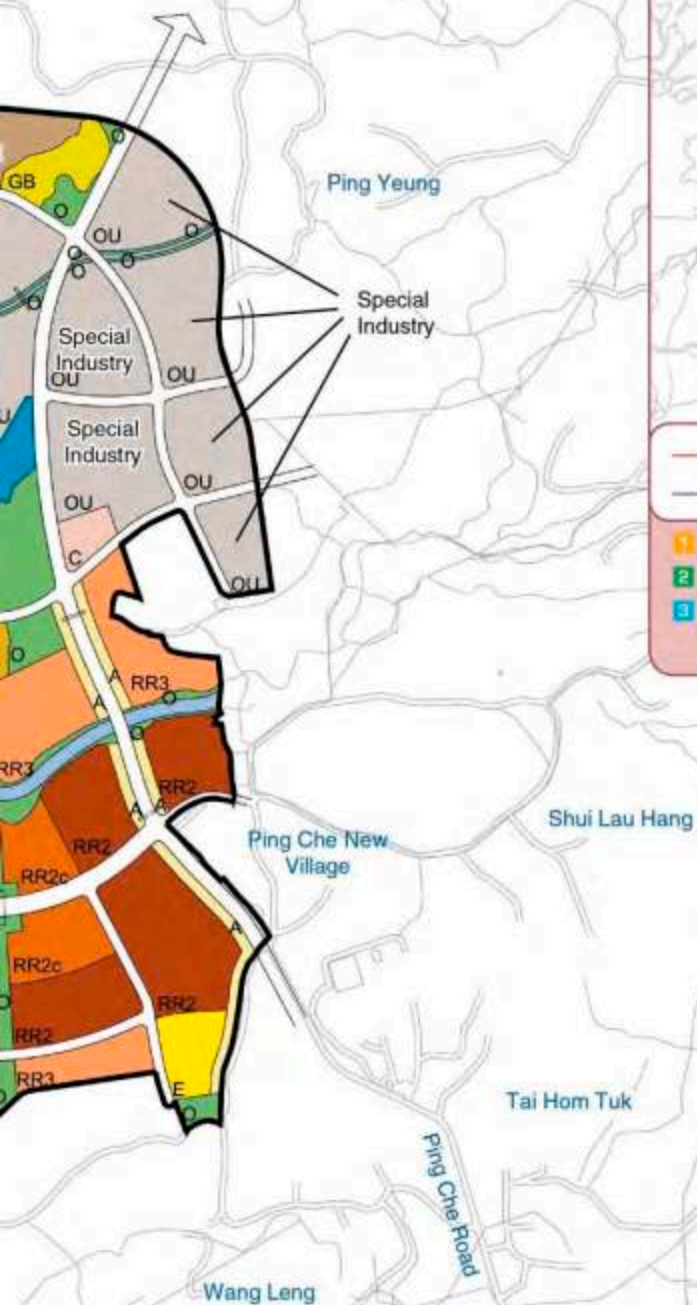 GB
O
Ping Yeung
O
OU
O
O
O
O
O
Special
Industry
Special
Industry
OU
OU
Special
Industry
OU
OU
C
OU
O
A
RR3
O
A
O
RR3
RR2
A
A
Shui Lau Hang
Ping Che New
Village
RR2
RR2c
A
RR2c
O
RR2
RR2
RR3
E
Tai Hom Tuk
O
O
Ping Che Road
Wang Leng
1
2
3